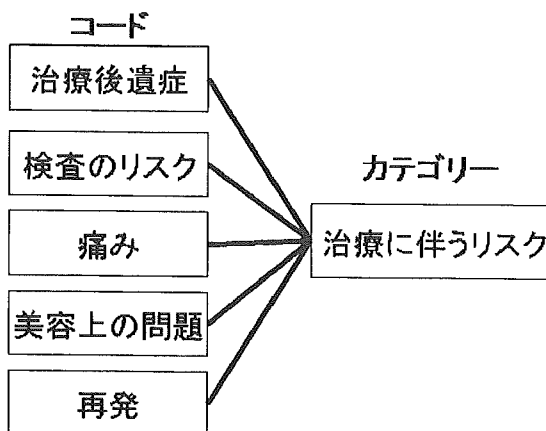 コード
治療後遺症
検査のリスク
痛み
美容上の問題
再発
カテゴリー
治療に伴うリスク